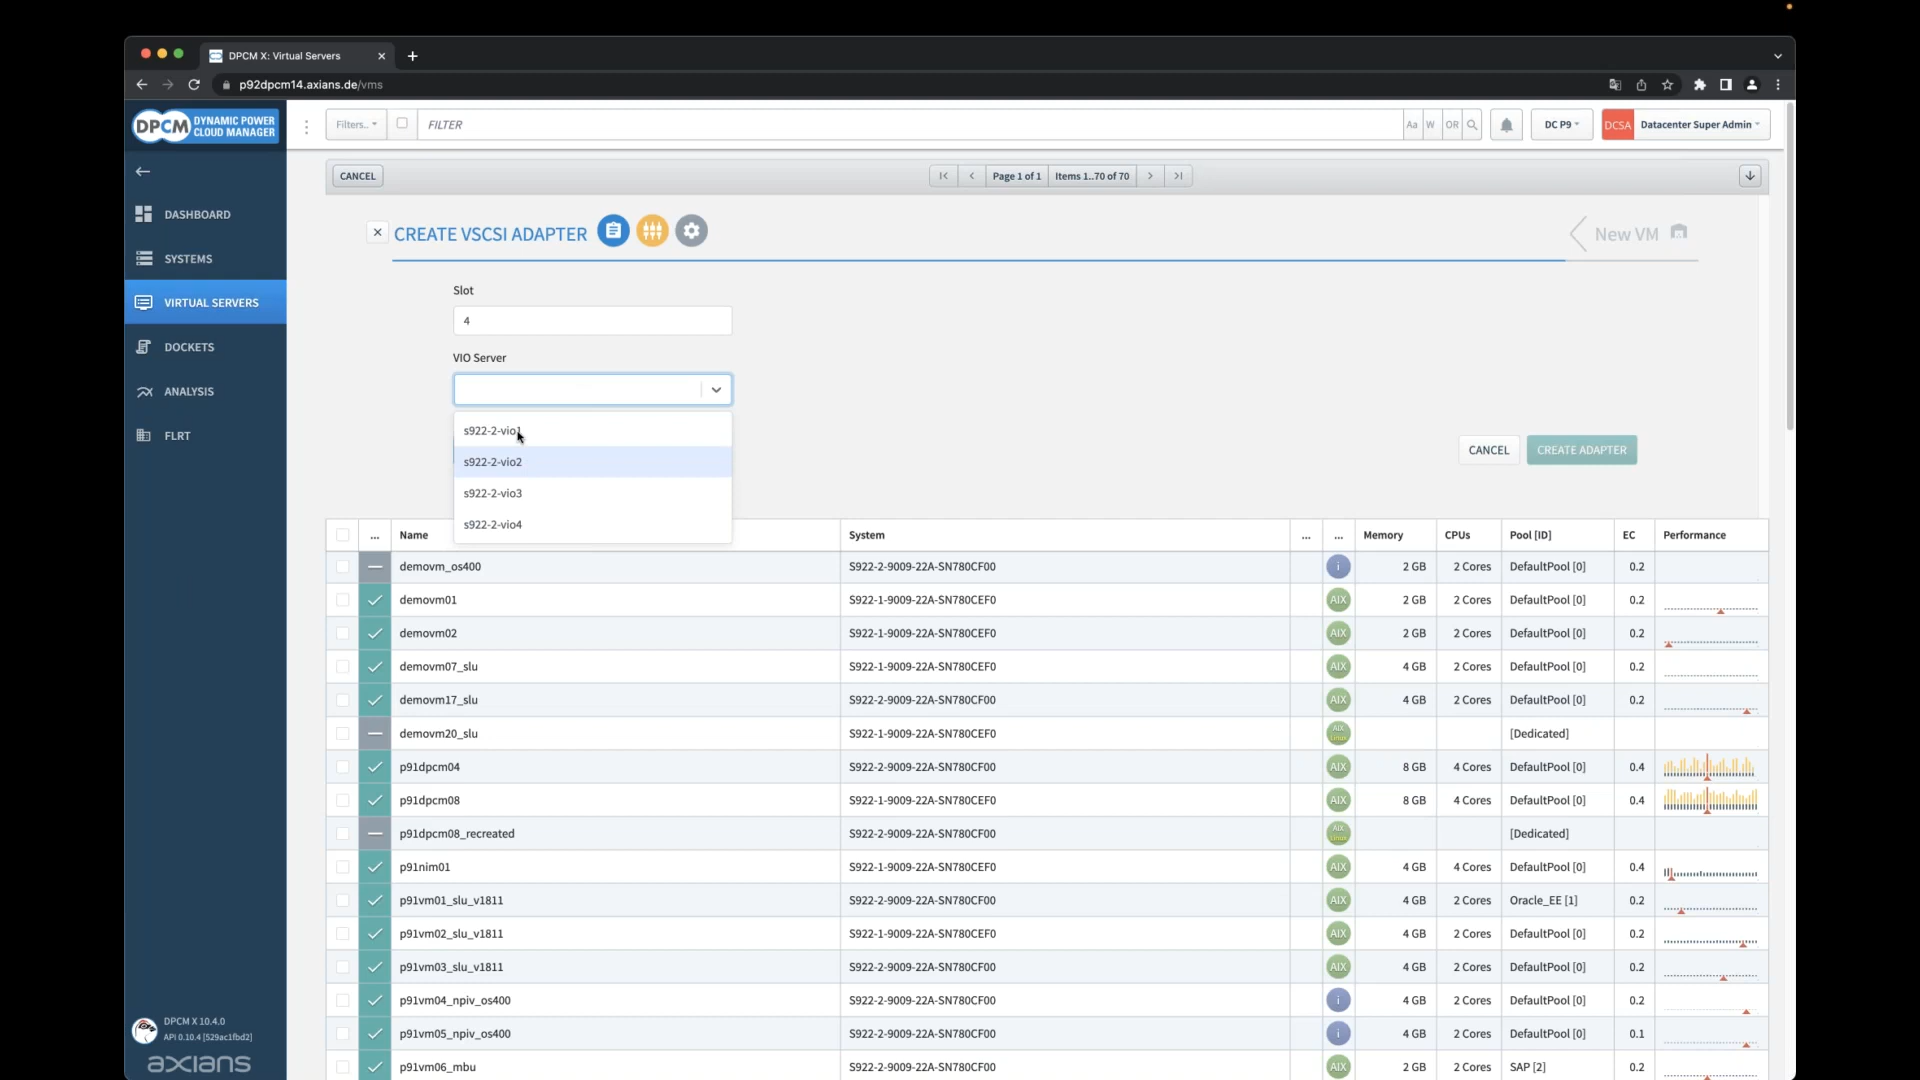 DPCM X: Virtual Servers
p92dpcm14.axians.de/vms
DPCM DYNAMIC POWER
CLOUD MANAGER
Filters..
FILTER
Aa W OR
DC P9
DCSA Datacenter Super Admin
CANCEL
Page 1 of 1 Items 1..70 of 70
DASHBOARD
SYSTEMS
VIRTUAL SERVERS
DOCKETS
ANALYSIS
FLRT
CREATE VSCSI ADAPTER
New VM
Slot
4
VIO Server
s922-2-vio1
s922-2-vio2
s922-2-vio3
s922-2-vio4
CANCEL CREATE ADAPTER
... Name System ... ... Memory CPUs Pool [ID] EC Performance
demovm_os400 S922-2-9009-22A-SN780CF00 i 2 GB 2 Cores DefaultPool [0] 0.2
demovm01 S922-1-9009-22A-SN780CEF0 AIX 2 GB 2 Cores DefaultPool [0] 0.2
demovm02 S922-1-9009-22A-SN780CEF0 AIX 2 GB 2 Cores DefaultPool [0] 0.2
demovm07_slu S922-1-9009-22A-SN780CEF0 AIX 4 GB 2 Cores DefaultPool [0] 0.2
demovm17_slu S922-2-9009-22A-SN780CF00 AIX 4 GB 2 Cores DefaultPool [0] 0.2
demovm20_slu S922-1-9009-22A-SN780CEF0 AIX Linux [Dedicated]
p91dpcm04 S922-2-9009-22A-SN780CF00 AIX 8 GB 4 Cores DefaultPool [0] 0.4
p91dpcm08 S922-1-9009-22A-SN780CEF0 AIX 8 GB 4 Cores DefaultPool [0] 0.4
p91dpcm08_recreated S922-2-9009-22A-SN780CF00 AIX Linux [Dedicated]
p91nim01 S922-1-9009-22A-SN780CEF0 AIX 4 GB 4 Cores DefaultPool [0] 0.4
p91vm01_slu_v1811 S922-2-9009-22A-SN780CF00 AIX 4 GB 2 Cores Oracle_EE [1] 0.2
p91vm02_slu_v1811 S922-1-9009-22A-SN780CEF0 AIX 4 GB 2 Cores DefaultPool [0] 0.2
p91vm03_slu_v1811 S922-2-9009-22A-SN780CF00 AIX 4 GB 2 Cores DefaultPool [0] 0.2
p91vm04_npiv_os400 S922-2-9009-22A-SN780CF00 i 4 GB 2 Cores DefaultPool [0] 0.2
p91vm05_npiv_os400 S922-2-9009-22A-SN780CF00 i 4 GB 2 Cores DefaultPool [0] 0.1
p91vm06_mbu S922-2-9009-22A-SN780CF00 AIX 2 GB 2 Cores SAP [2] 0.2
DPCM X 10.4.0
API 0.10.4 [529ac1fbd2]
axians